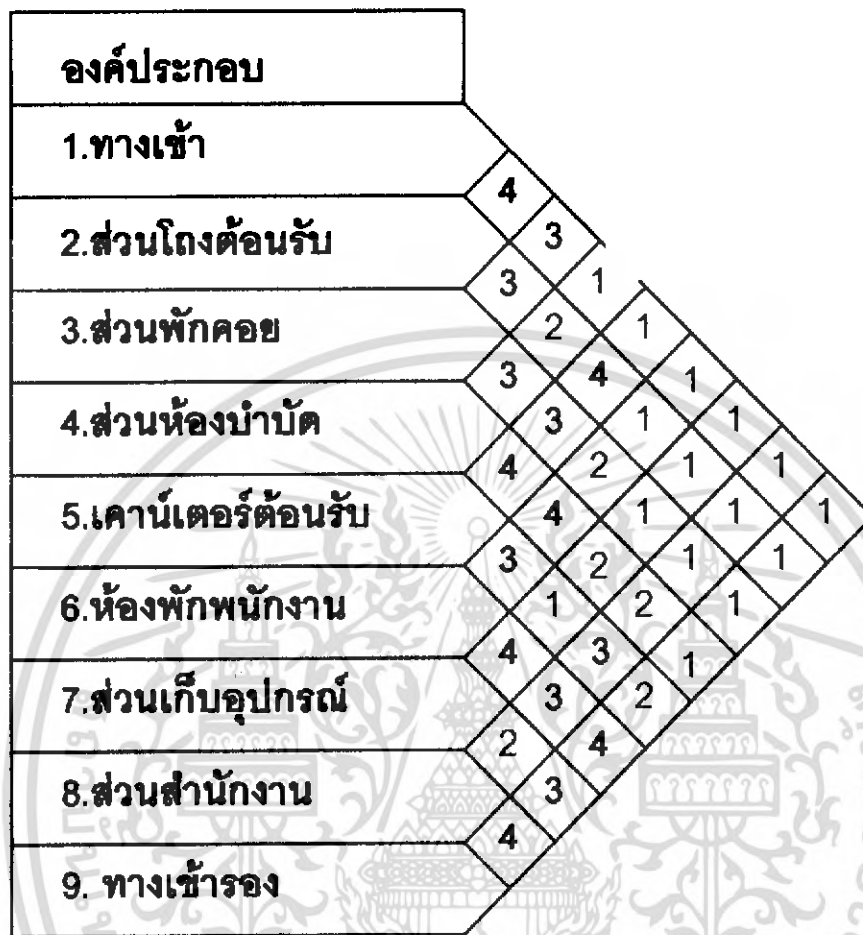 องค์ประกอบ
1.ทางเข้า
4
2.ส่วนโถงต้อนรับ 3
3 1
3.ส่วนพักคอย 2 1
3 4 1
4.ส่วนห้องบำบัด 3 1 1
4 2 1 1
5.เคาน์เตอร์ต้อนรับ 4 1 1 1
3 2 1 1
6.ห้องพักพนักงาน 1 2 1
4 3 1
7.ส่วนเก็บอุปกรณ์ 3 2
2 4
8.ส่วนสำนักงาน 3
4
9. ทางเข้ารอง